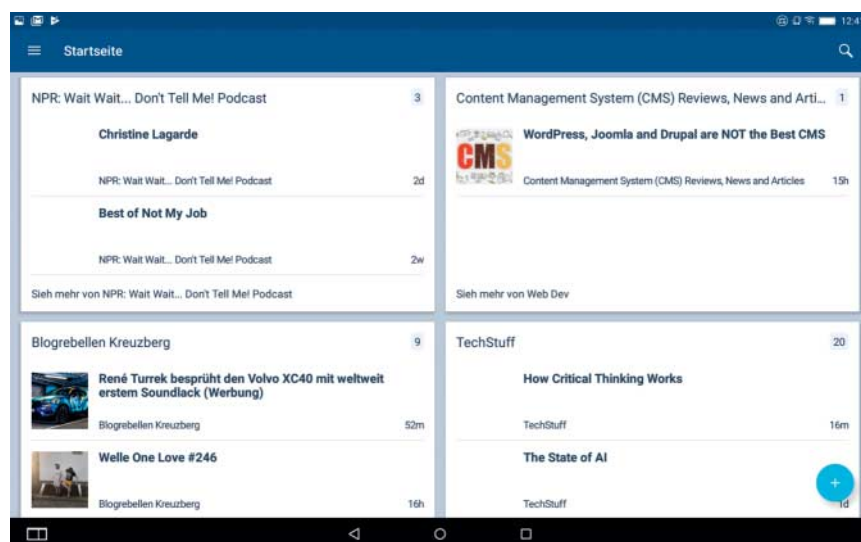 12:4
Startseite
NPR: Wait Wait... Don't Tell Me! Podcast
3
Christine Lagarde
NPR: Wait Wait... Don't Tell Me! Podcast
2d
Best of Not My Job
NPR: Wait Wait... Don't Tell Me! Podcast
2w
Sieh mehr von NPR: Wait Wait... Don't Tell Me! Podcast
Content Management System (CMS) Reviews, News and Arti...
1
CMS
WordPress, Joomla and Drupal are NOT the Best CMS
Content Management System (CMS) Reviews, News and Articles
15h
Sieh mehr von Web Dev
Blogrebellen Kreuzberg
9
René Turrek besprüht den Volvo XC40 mit weltweit
erstem Soundlack (Werbung)
Blogrebellen Kreuzberg
52m
Welle One Love #246
Blogrebellen Kreuzberg
16h
TechStuff
20
How Critical Thinking Works
TechStuff
16m
The State of AI
TechStuff
1d